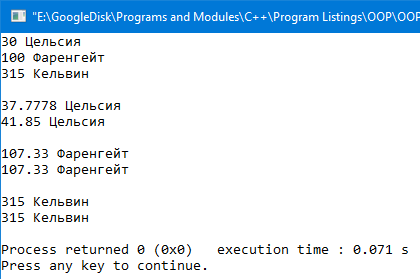 "E:\GoogleDisk\Programs and Modules\C++\Program Listings\OOP\OOP
30 Цельсия
100 Фаренгейт
315 Кельвин
37.7778 Цельсия
41.85 Цельсия
107.33 Фаренгейт
107.33 Фаренгейт
315 Кельвин
315 Кельвин
Process returned 0 (0x0)   execution time : 0.071 s
Press any key to continue.